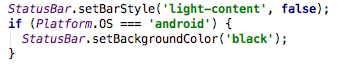 StatusBar.setBarStyle('light-content', false);
if (Platform.OS === 'android') {
  StatusBar.setBackgroundColor('black');
}